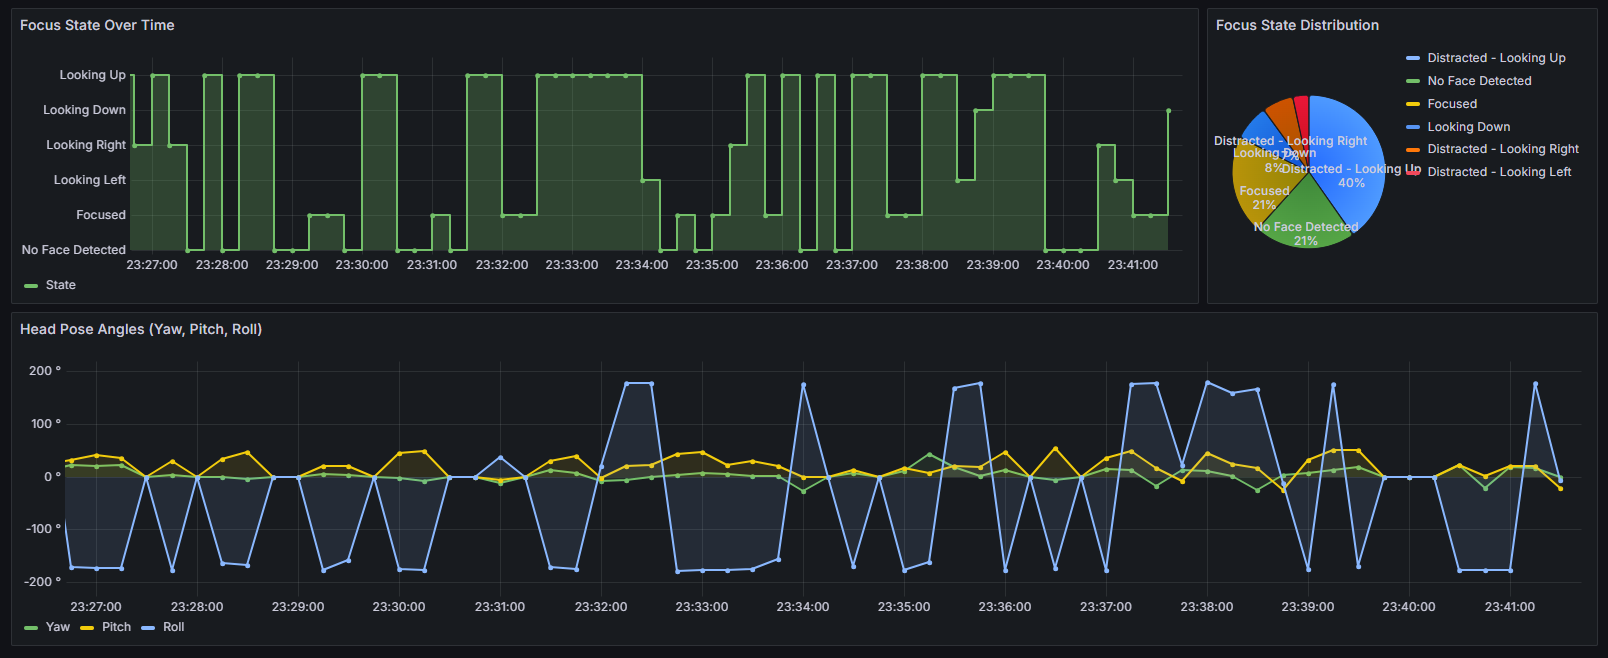 Focus State Over Time
Looking Up
Looking Down
Looking Right
Looking Left
Focused
No Face Detected
23:27:00 23:28:00 23:29:00 23:30:00 23:31:00 23:32:00 23:33:00 23:34:00 23:35:00 23:36:00 23:37:00 23:38:00 23:39:00 23:40:00 23:41:00
State
Focus State Distribution
Distracted - Looking Up
No Face Detected
Focused
Looking Down
Distracted - Looking Right
Distracted - Looking Left
Distracted - Looking Right
7%
Looking Down
8%
Distracted - Looking Up
40%
Focused
21%
No Face Detected
21%
Head Pose Angles (Yaw, Pitch, Roll)
200 °
100 °
0 °
-100 °
-200 °
23:27:00 23:28:00 23:29:00 23:30:00 23:31:00 23:32:00 23:33:00 23:34:00 23:35:00 23:36:00 23:37:00 23:38:00 23:39:00 23:40:00 23:41:00
Yaw Pitch Roll